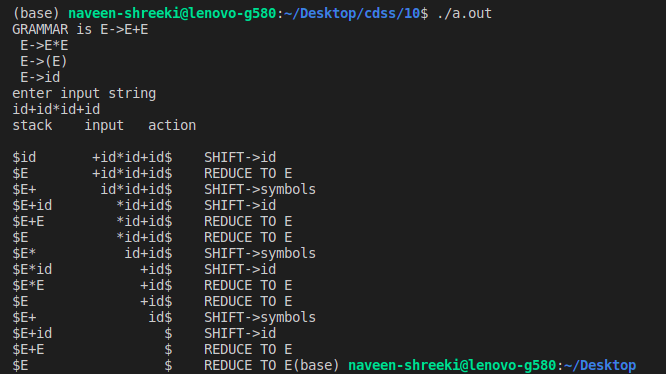 (base) naveen-shreeki@lenovo-g580:~/Desktop/cdss/10$ ./a.out
GRAMMAR is E->E+E
 E->E*E
 E->(E)
 E->id
enter input string
id+id*id+id
stack    input   action

$id       +id*id+id$    SHIFT->id
$E        +id*id+id$    REDUCE TO E
$E+        id*id+id$    SHIFT->symbols
$E+id        *id+id$    SHIFT->id
$E+E         *id+id$    REDUCE TO E
$E           *id+id$    REDUCE TO E
$E*           id+id$    SHIFT->symbols
$E*id           +id$    SHIFT->id
$E*E            +id$    REDUCE TO E
$E              +id$    REDUCE TO E
$E+              id$    SHIFT->symbols
$E+id              $    SHIFT->id
$E+E               $    REDUCE TO E
$E                 $    REDUCE TO E(base) naveen-shreeki@lenovo-g580:~/Desktop